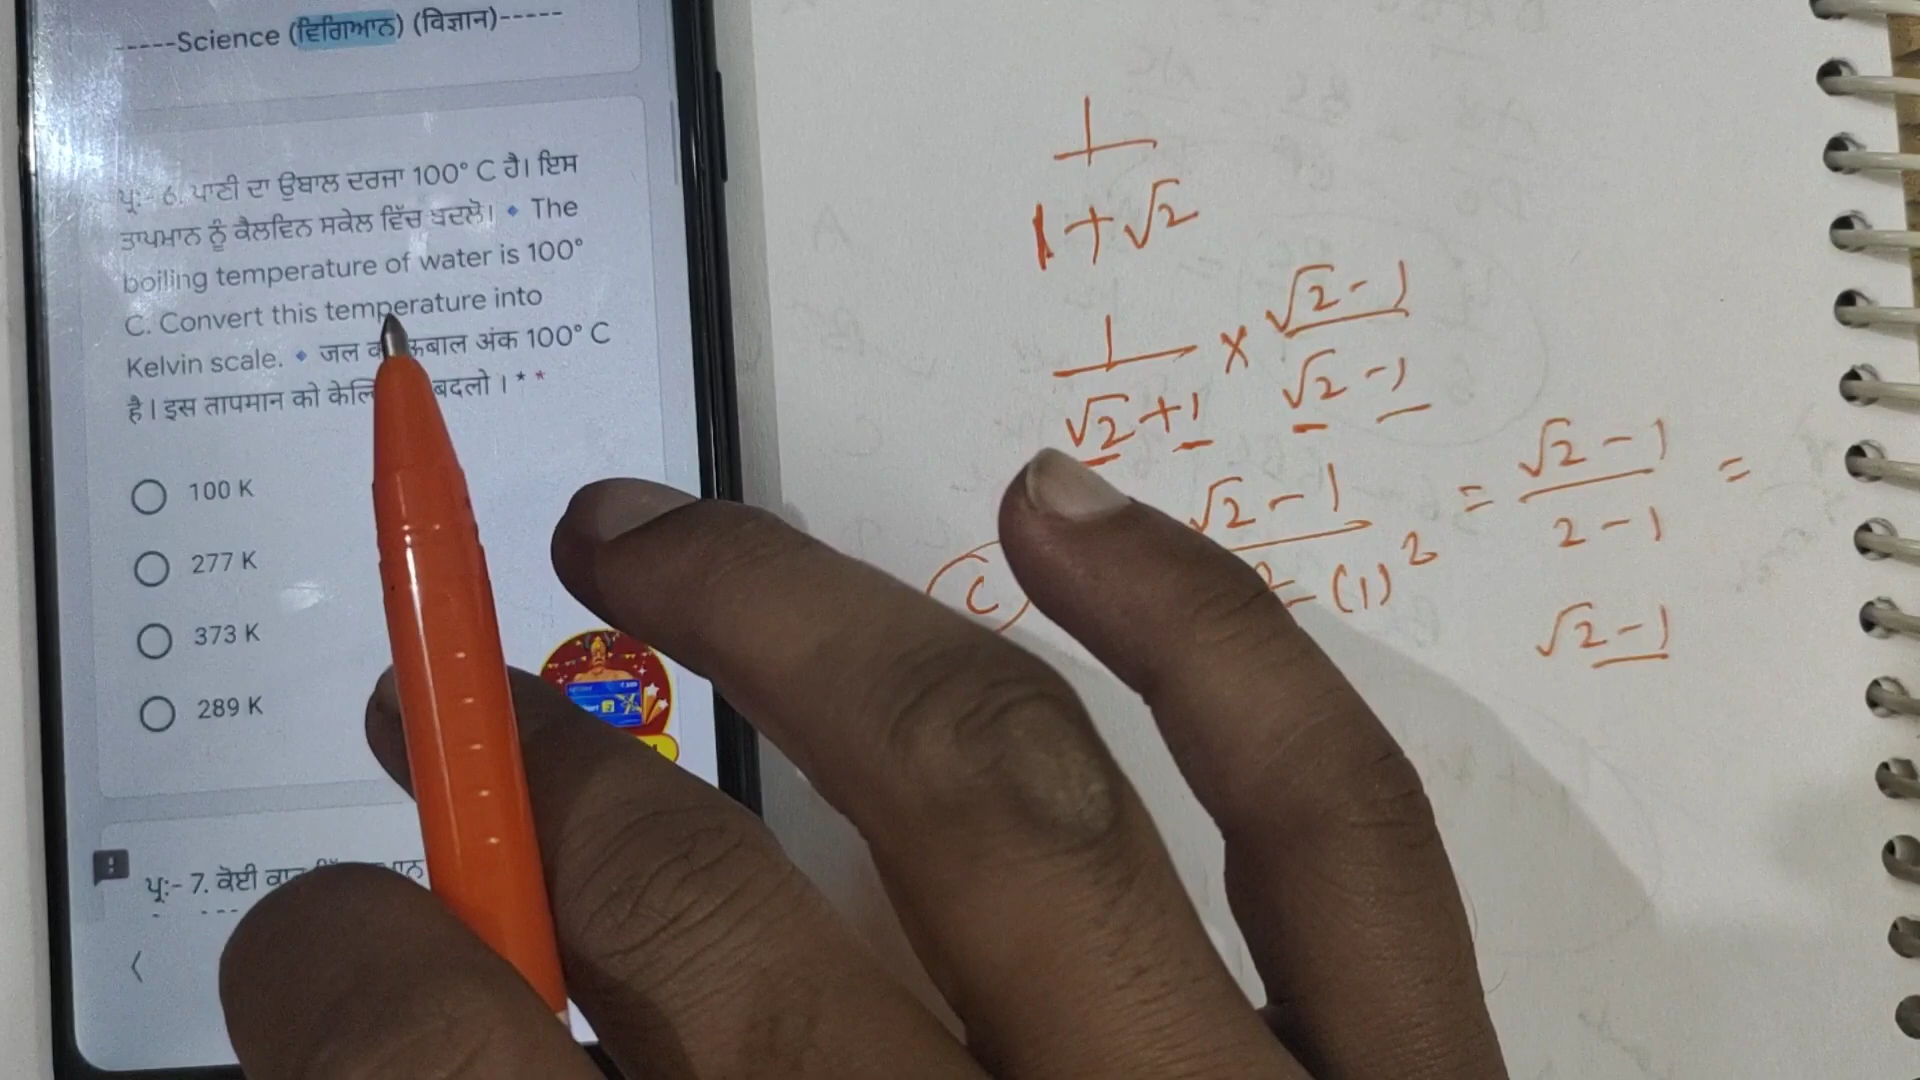 -----Science (ਵਿਗਿਆਨ) (विज्ञान)-----
ਪ੍ਰ:- 6. ਪਾਣੀ ਦਾ ਉਬਾਲ ਦਰਜਾ 100° C ਹੈ। ਇਸ
ਤਾਪਮਾਨ ਨੂੰ ਕੈਲਵਿਨ ਸਕੇਲ ਵਿੱਚ ਬਦਲੋ। 🔹 The
boiling temperature of water is 100°
C. Convert this temperature into
Kelvin scale. 🔹 जल ऊबाल अंक 100° C
है। इस तापमान को बदलो । * *
100 K
277 K
373 K
289 K
ਪ੍ਰ:- 7. ਕੋਈ
1
1+√2
1 × √2 - 1
√2 + 1 √2 - 1
√2 - 1 = √2 - 1 =
- (1)² 2 - 1
C
√2 - 1